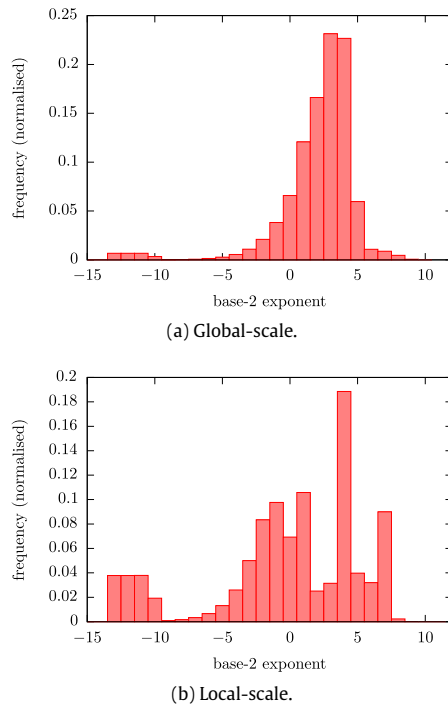 0.25
0.2
0.15
0.1
0.05
0
−15 −10 −5 0 5 10
frequency (normalised)
base-2 exponent
(a) Global-scale.
0.2
0.18
0.16
0.14
0.12
0.1
0.08
0.06
0.04
0.02
0
−15 −10 −5 0 5 10
frequency (normalised)
base-2 exponent
(b) Local-scale.